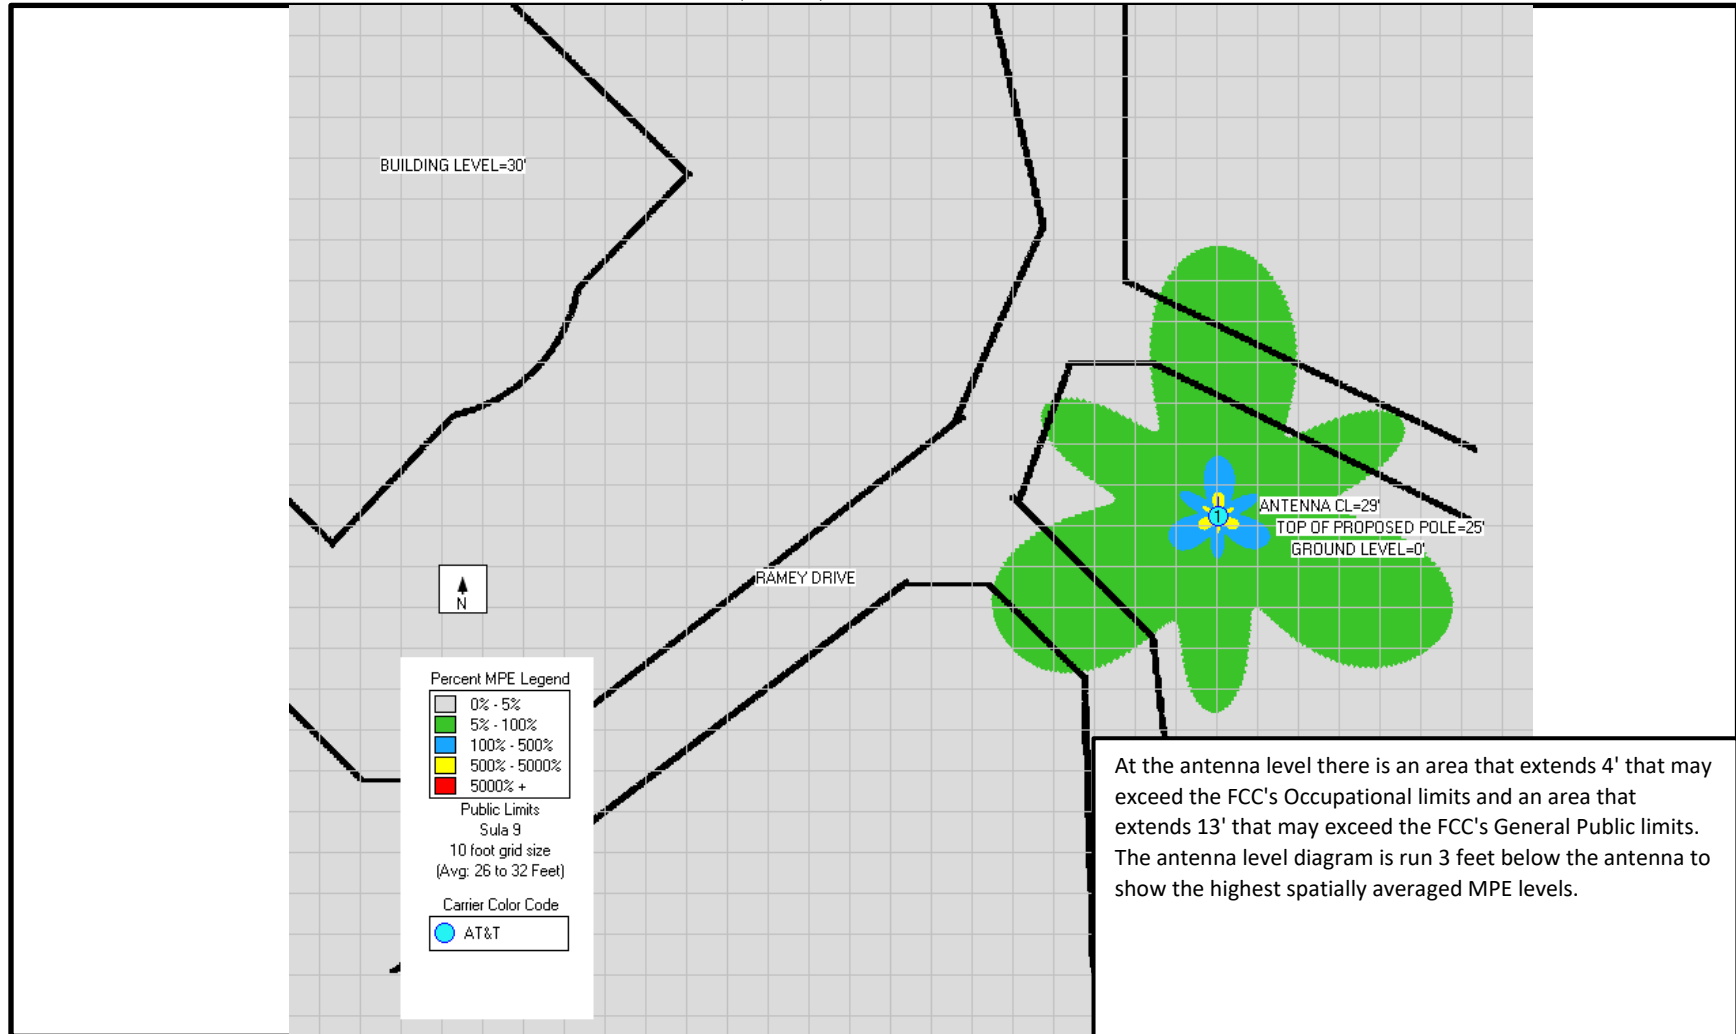 BUILDING LEVEL=30'
ANTENNA CL=29'
TOP OF PROPOSED POLE=25'
GROUND LEVEL=0'
1
RAMEY DRIVE
N
Percent MPE Legend
0% - 5%
5% - 100%
100% - 500%
500% - 5000%
5000% +
Public Limits
Sula 9
10 foot grid size
(Avg: 26 to 32 Feet)
Carrier Color Code
AT&T
At the antenna level there is an area that extends 4' that may
exceed the FCC's Occupational limits and an area that
extends 13' that may exceed the FCC's General Public limits.
The antenna level diagram is run 3 feet below the antenna to
show the highest spatially averaged MPE levels.